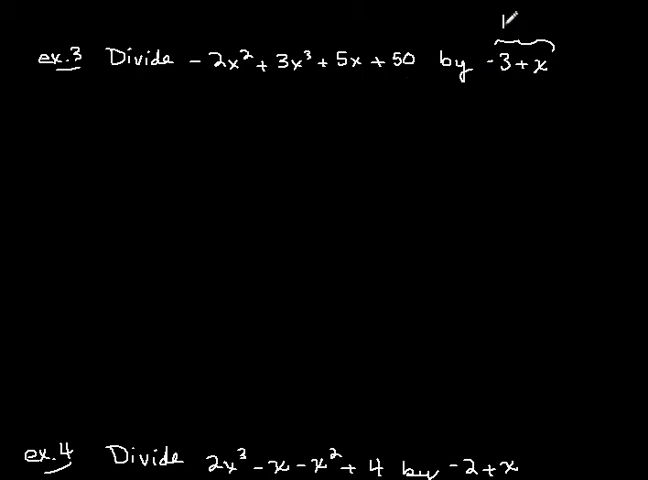 ex.3 Divide - 2x² + 3x³ + 5x + 50 by -3 + x
ex.4 Divide 2x³ - x - x² + 4 by -2 + x